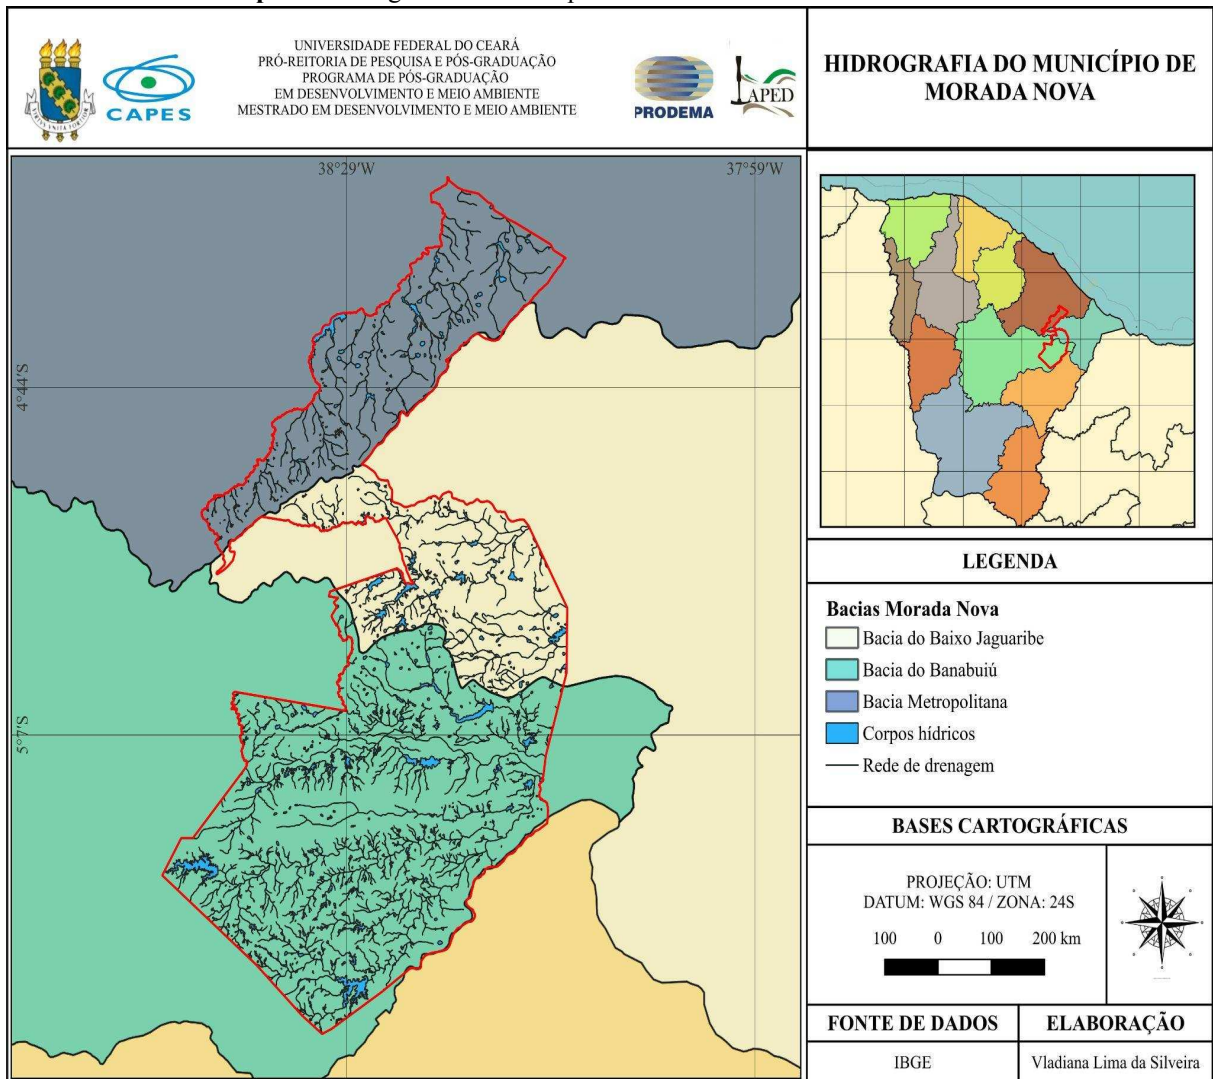 UNIVERSIDADE FEDERAL DO CEARÁ
PRÓ-REITORIA DE PESQUISA E PÓS-GRADUAÇÃO
PROGRAMA DE PÓS-GRADUAÇÃO
EM DESENVOLVIMENTO E MEIO AMBIENTE
MESTRADO EM DESENVOLVIMENTO E MEIO AMBIENTE
CAPES
PRODEMA
LAPED
HIDROGRAFIA DO MUNICÍPIO DE
MORADA NOVA
38°29'W
37°59'W
4°44'S
5°7'S
LEGENDA
Bacias Morada Nova
Bacia do Baixo Jaguaribe
Bacia do Banabuiú
Bacia Metropolitana
Corpos hídricos
Rede de drenagem
BASES CARTOGRÁFICAS
PROJEÇÃO: UTM
DATUM: WGS 84 / ZONA: 24S
100 0 100 200 km
FONTE DE DADOS
ELABORAÇÃO
IBGE
Vladiana Lima da Silveira